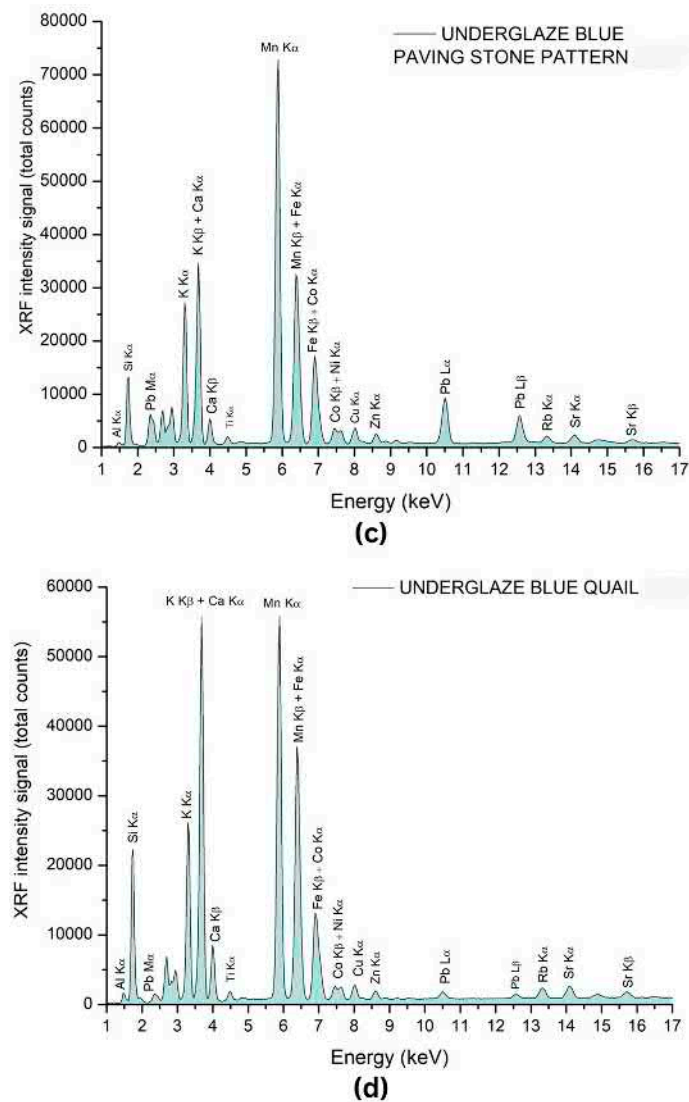 UNDERGLAZE BLUE
PAVING STONE PATTERN
XRF intensity signal (total counts)
80000
70000
60000
50000
40000
30000
20000
10000
0
Al Kα
Si Kα
Pb Mα
K Kα
K Kβ + Ca Kα
Ca Kβ
Ti Kα
Mn Kα
Mn Kβ + Fe Kα
Fe Kβ + Co Kα
Co Kβ + Ni Kα
Cu Kα
Zn Kα
Pb Lα
Pb Lβ
Rb Kα
Sr Kα
Sr Kβ
1 2 3 4 5 6 7 8 9 10 11 12 13 14 15 16 17
Energy (keV)
(c)
UNDERGLAZE BLUE QUAIL
XRF intensity signal (total counts)
60000
50000
40000
30000
20000
10000
0
Al Kα
Si Kα
Pb Mα
K Kα
K Kβ + Ca Kα
Ca Kβ
Ti Kα
Mn Kα
Mn Kβ + Fe Kα
Fe Kβ + Co Kα
Co Kβ + Ni Kα
Cu Kα
Zn Kα
Pb Lα
Pb Lβ
Rb Kα
Sr Kα
Sr Kβ
1 2 3 4 5 6 7 8 9 10 11 12 13 14 15 16 17
Energy (keV)
(d)